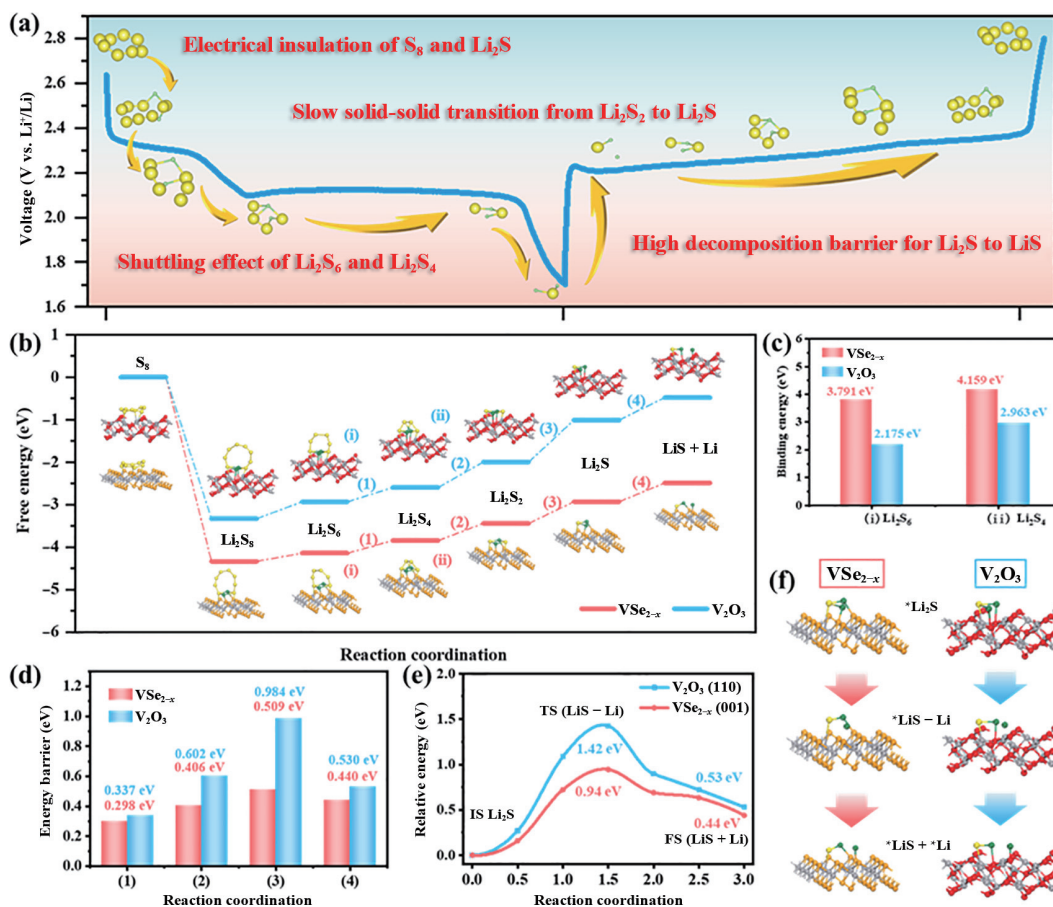 (a)
2.8
2.6
2.4
2.2
2.0
1.8
1.6
Voltage (V vs. Li⁺/Li)
Electrical insulation of S₈ and Li₂S
Slow solid-solid transition from Li₂S₂ to Li₂S
Shuttling effect of Li₂S₆ and Li₂S₄
High decomposition barrier for Li₂S to LiS
(b)
1
0
−1
−2
−3
−4
−5
−6
Free energy (eV)
S₈
Li₂S₈
Li₂S₆
Li₂S₄
Li₂S₂
Li₂S
LiS + Li
(i)
(ii)
(1)
(2)
(3)
(4)
(1)
(2)
(3)
(4)
(i)
(ii)
VSe₂₋ₓ
V₂O₃
Reaction coordination
(c)
6
5
4
3
2
1
0
Binding energy (eV)
VSe₂₋ₓ
V₂O₃
3.791 eV
2.175 eV
4.159 eV
2.963 eV
(i) Li₂S₆
(ii) Li₂S₄
(d)
1.2
1.0
0.8
0.6
0.4
0.2
0.0
Energy barrier (eV)
VSe₂₋ₓ
V₂O₃
0.337 eV
0.298 eV
0.602 eV
0.406 eV
0.984 eV
0.509 eV
0.530 eV
0.440 eV
(1)
(2)
(3)
(4)
Reaction coordination
(e)
2.0
1.5
1.0
0.5
0.0
Relative energy (eV)
V₂O₃ (110)
VSe₂₋ₓ (001)
TS (LiS − Li)
1.42 eV
0.94 eV
0.53 eV
0.44 eV
IS Li₂S
FS (LiS + Li)
0.0
0.5
1.0
1.5
2.0
2.5
3.0
Reaction coordination
(f)
VSe₂₋ₓ
V₂O₃
*Li₂S
*LiS − Li
*LiS + *Li